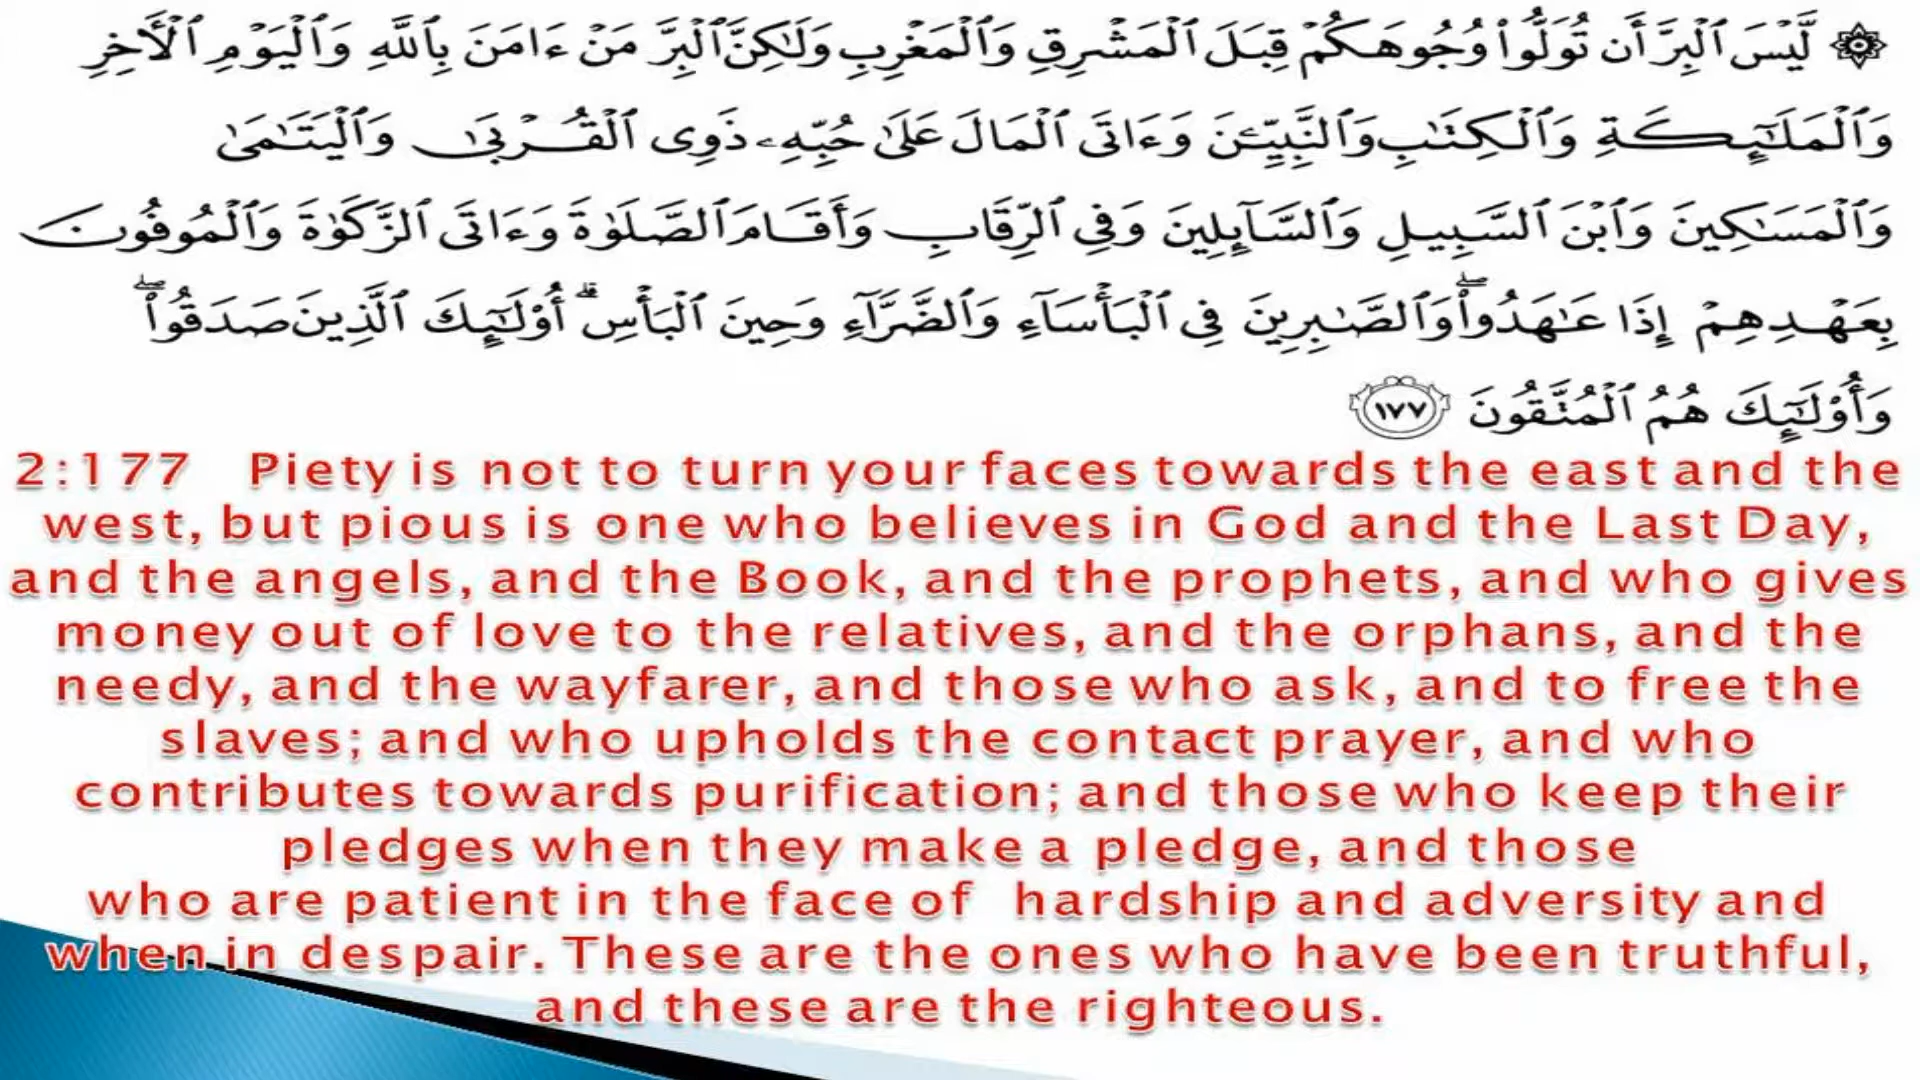 ۞ لَّيْسَ ٱلْبِرَّ أَن تُوَلُّوا۟ وُجُوهَكُمْ قِبَلَ ٱلْمَشْرِقِ وَٱلْمَغْرِبِ وَلَـٰكِنَّ ٱلْبِرَّ مَنْ ءَامَنَ بِٱللَّهِ وَٱلْيَوْمِ ٱلْـَٔاخِرِ
وَٱلْمَلَـٰٓئِكَةِ وَٱلْكِتَـٰبِ وَٱلنَّبِيِّـۧنَ وَءَاتَى ٱلْمَالَ عَلَىٰ حُبِّهِۦ ذَوِى ٱلْقُرْبَىٰ وَٱلْيَتَـٰمَىٰ
وَٱلْمَسَـٰكِينَ وَٱبْنَ ٱلسَّبِيلِ وَٱلسَّآئِلِينَ وَفِى ٱلرِّقَابِ وَأَقَامَ ٱلصَّلَوٰةَ وَءَاتَى ٱلزَّكَوٰةَ وَٱلْمُوفُونَ
بِعَهْدِهِمْ إِذَا عَـٰهَدُوا۟ ۖ وَٱلصَّـٰبِرِينَ فِى ٱلْبَأْسَآءِ وَٱلضَّرَّآءِ وَحِينَ ٱلْبَأْسِ ۗ أُو۟لَـٰٓئِكَ ٱلَّذِينَ صَدَقُوا۟ ۖ
وَأُو۟لَـٰٓئِكَ هُمُ ٱلْمُتَّقُونَ ١٧٧
2:177 Piety is not to turn your faces towards the east and the
west, but pious is one who believes in God and the Last Day,
and the angels, and the Book, and the prophets, and who gives
money out of love to the relatives, and the orphans, and the
needy, and the wayfarer, and those who ask, and to free the
slaves; and who upholds the contact prayer, and who
contributes towards purification; and those who keep their
pledges when they make a pledge, and those
who are patient in the face of hardship and adversity and
when in despair. These are the ones who have been truthful,
and these are the righteous.